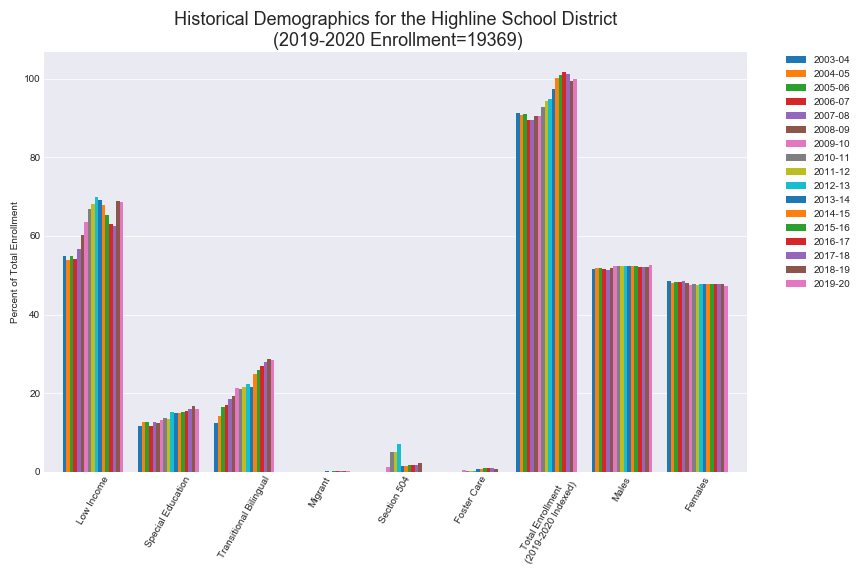 Historical Demographics for the Highline School District
(2019-2020 Enrollment=19369)
Percent of Total Enrollment
100
80
60
40
20
0
Low Income
Special Education
Transitional Bilingual
Migrant
Section 504
Foster Care
Total Enrollment
(2019-2020 Indexed)
Males
Females
2003-04
2004-05
2005-06
2006-07
2007-08
2008-09
2009-10
2010-11
2011-12
2012-13
2013-14
2014-15
2015-16
2016-17
2017-18
2018-19
2019-20